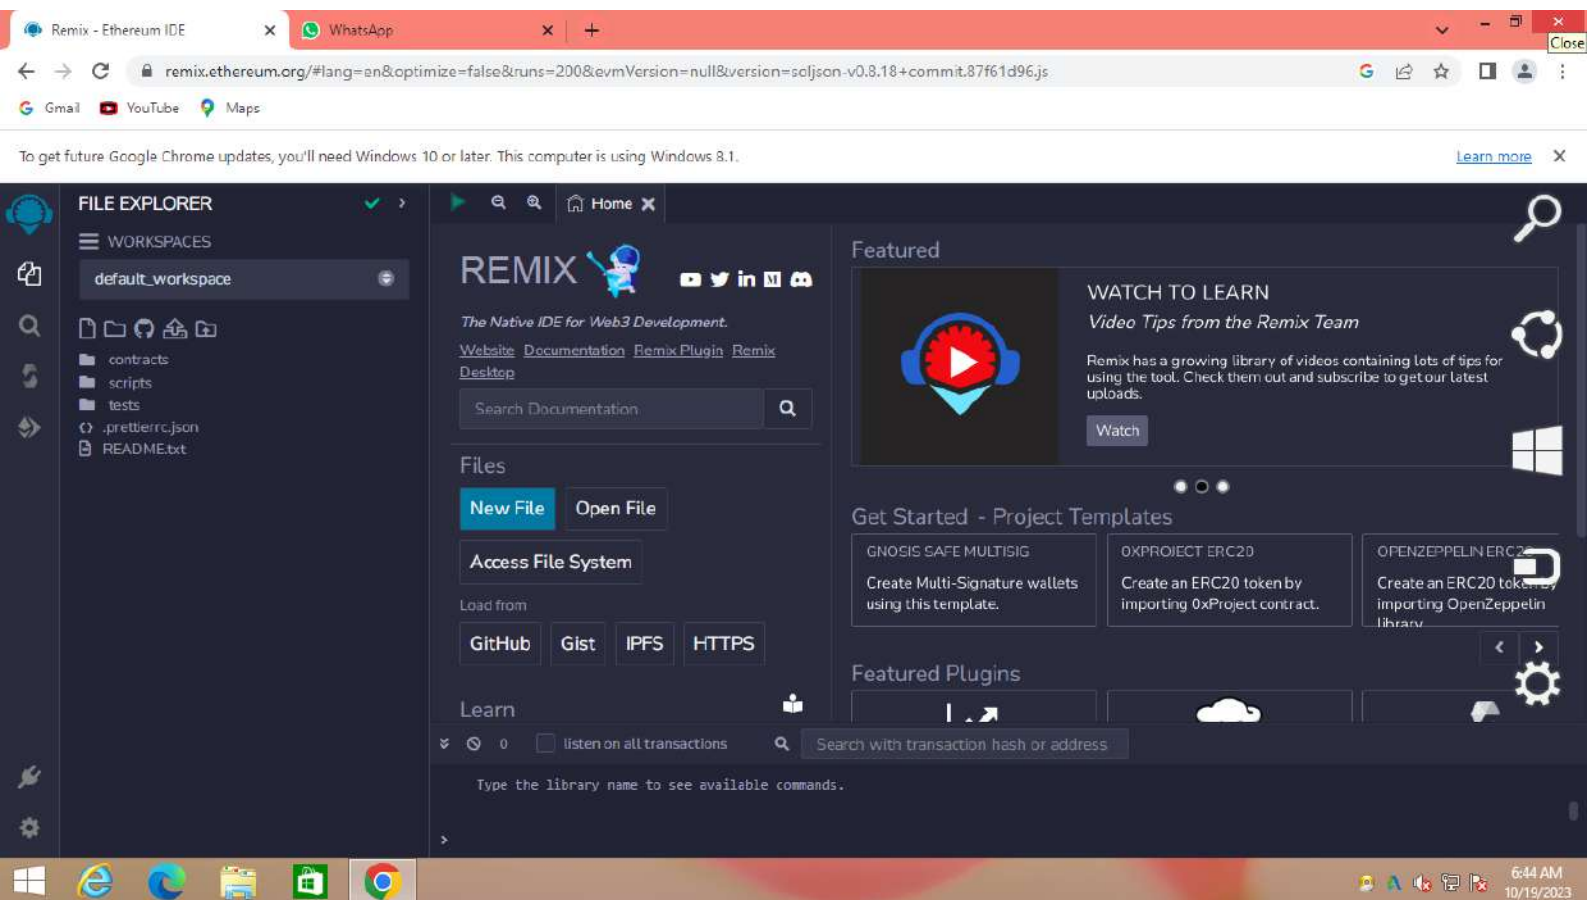 Remix - Ethereum IDE
WhatsApp
Close
remix.ethereum.org/#lang=en&optimize=false&runs=200&evmVersion=null&version=soljson-v0.8.18+commit.87f61d96.js
Gmail
YouTube
Maps
To get future Google Chrome updates, you'll need Windows 10 or later. This computer is using Windows 8.1.
Learn more
FILE EXPLORER
WORKSPACES
default_workspace
contracts
scripts
tests
.prettierrc.json
README.txt
Home
REMIX
The Native IDE for Web3 Development.
Website Documentation Remix Plugin Remix
Desktop
Search Documentation
Files
New File
Open File
Access File System
Load from
GitHub
Gist
IPFS
HTTPS
Learn
Featured
WATCH TO LEARN
Video Tips from the Remix Team
Remix has a growing library of videos containing lots of tips for
using the tool. Check them out and subscribe to get our latest
uploads.
Watch
Get Started - Project Templates
GNOSIS SAFE MULTISIG
Create Multi-Signature wallets
using this template.
0XPROJECT ERC20
Create an ERC20 token by
importing 0xProject contract.
OPENZEPPELIN ERC20
Create an ERC20 token by
importing OpenZeppelin
library
Featured Plugins
0
listen on all transactions
Search with transaction hash or address
Type the library name to see available commands.
>
6:44 AM
10/19/2023